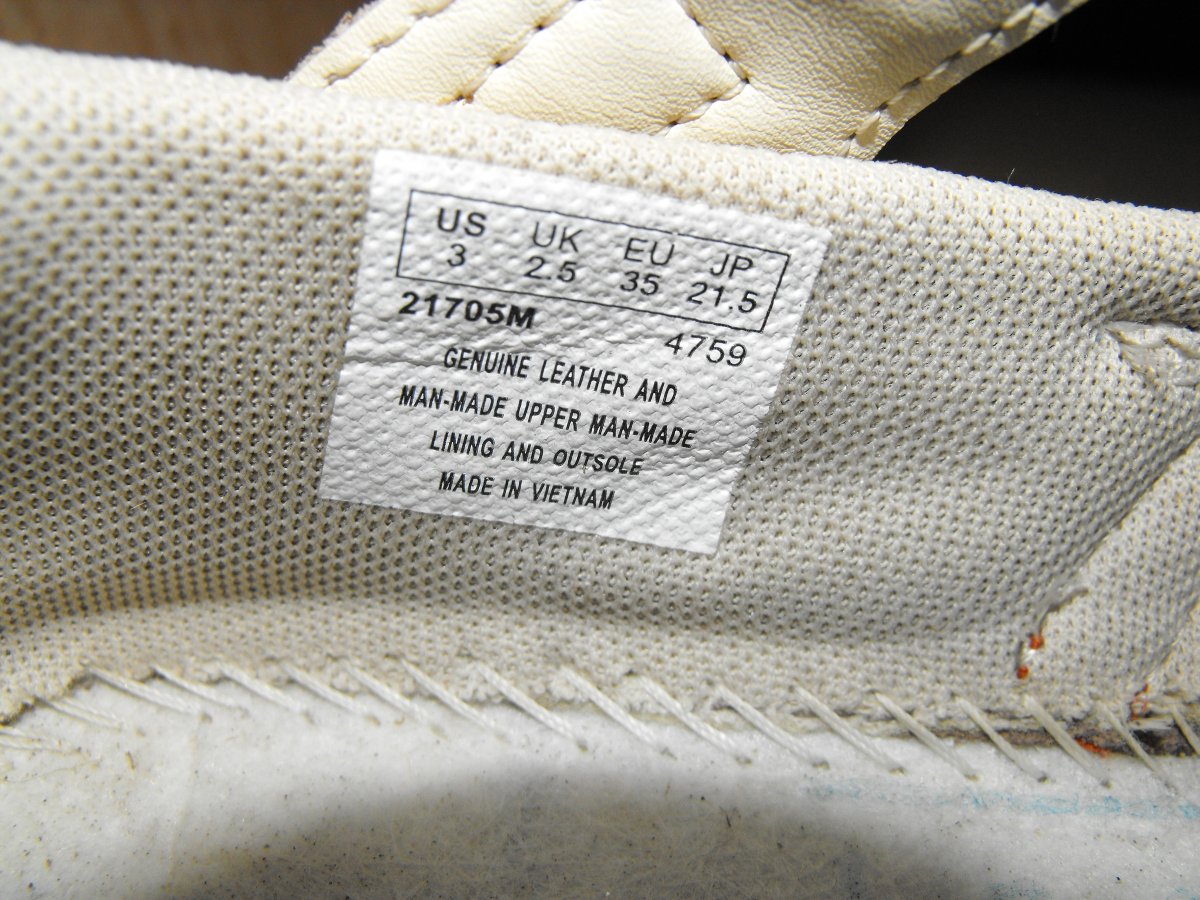 US UK EU JP
3 2.5 35 21.5
21705M 4759
GENUINE LEATHER AND
MAN-MADE UPPER MAN-MADE
LINING AND OUTSOLE
MADE IN VIETNAM